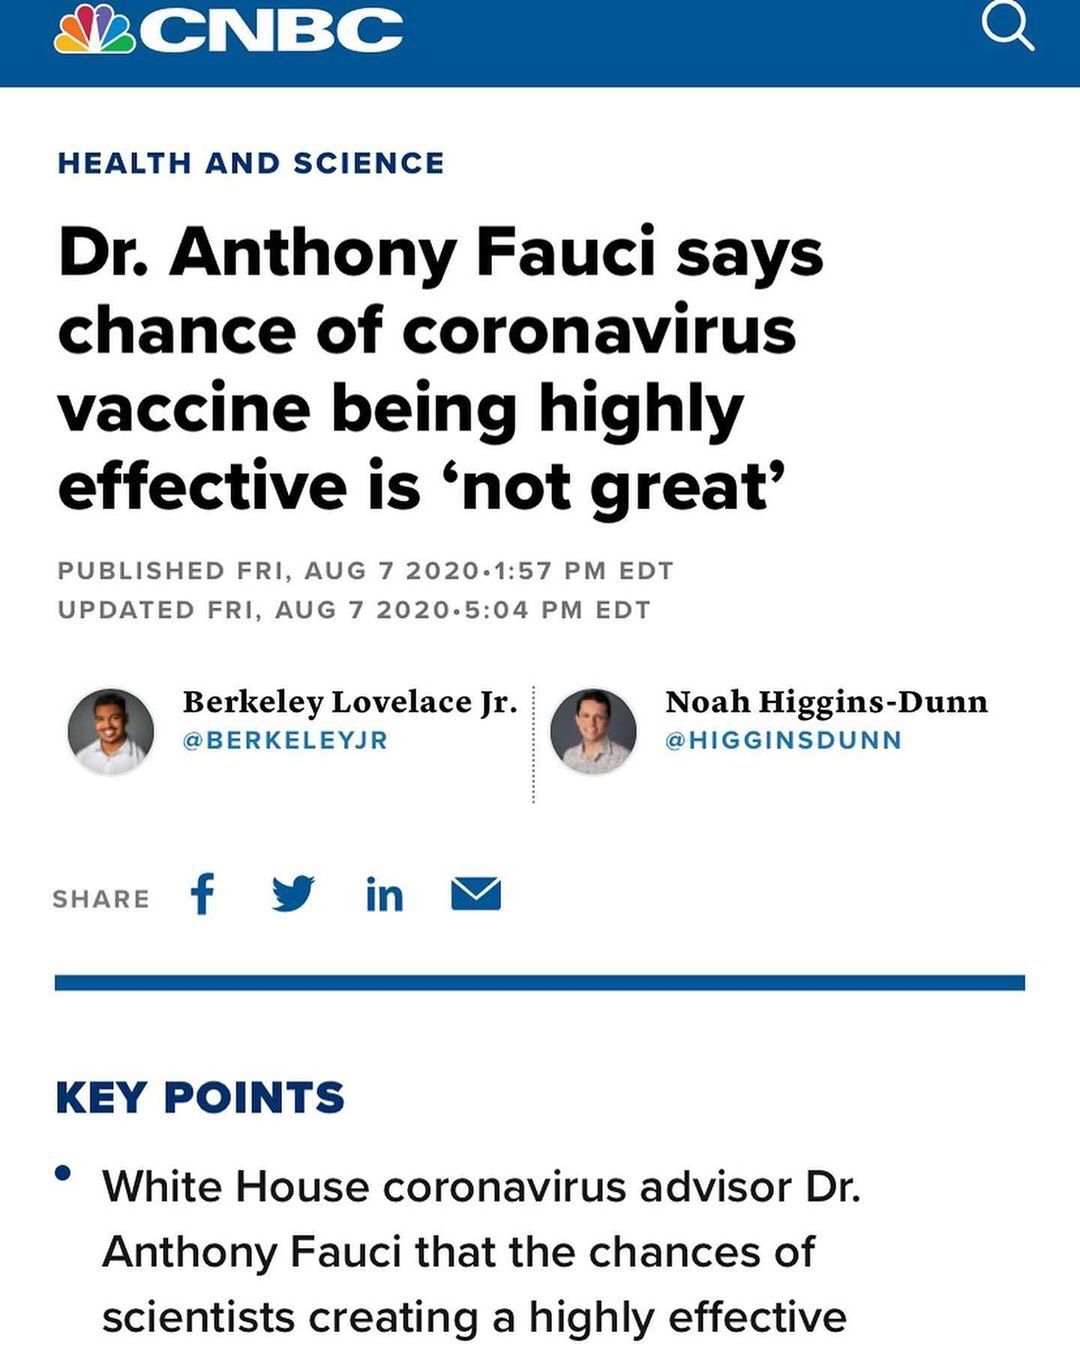 CNBC
HEALTH AND SCIENCE
Dr. Anthony Fauci says
chance of coronavirus
vaccine being highly
effective is ‘not great’
PUBLISHED FRI, AUG 7 2020•1:57 PM EDT
UPDATED FRI, AUG 7 2020•5:04 PM EDT
Berkeley Lovelace Jr.
@BERKELEYJR
Noah Higgins-Dunn
@HIGGINSDUNN
SHARE
KEY POINTS
• White House coronavirus advisor Dr.
Anthony Fauci that the chances of
scientists creating a highly effective